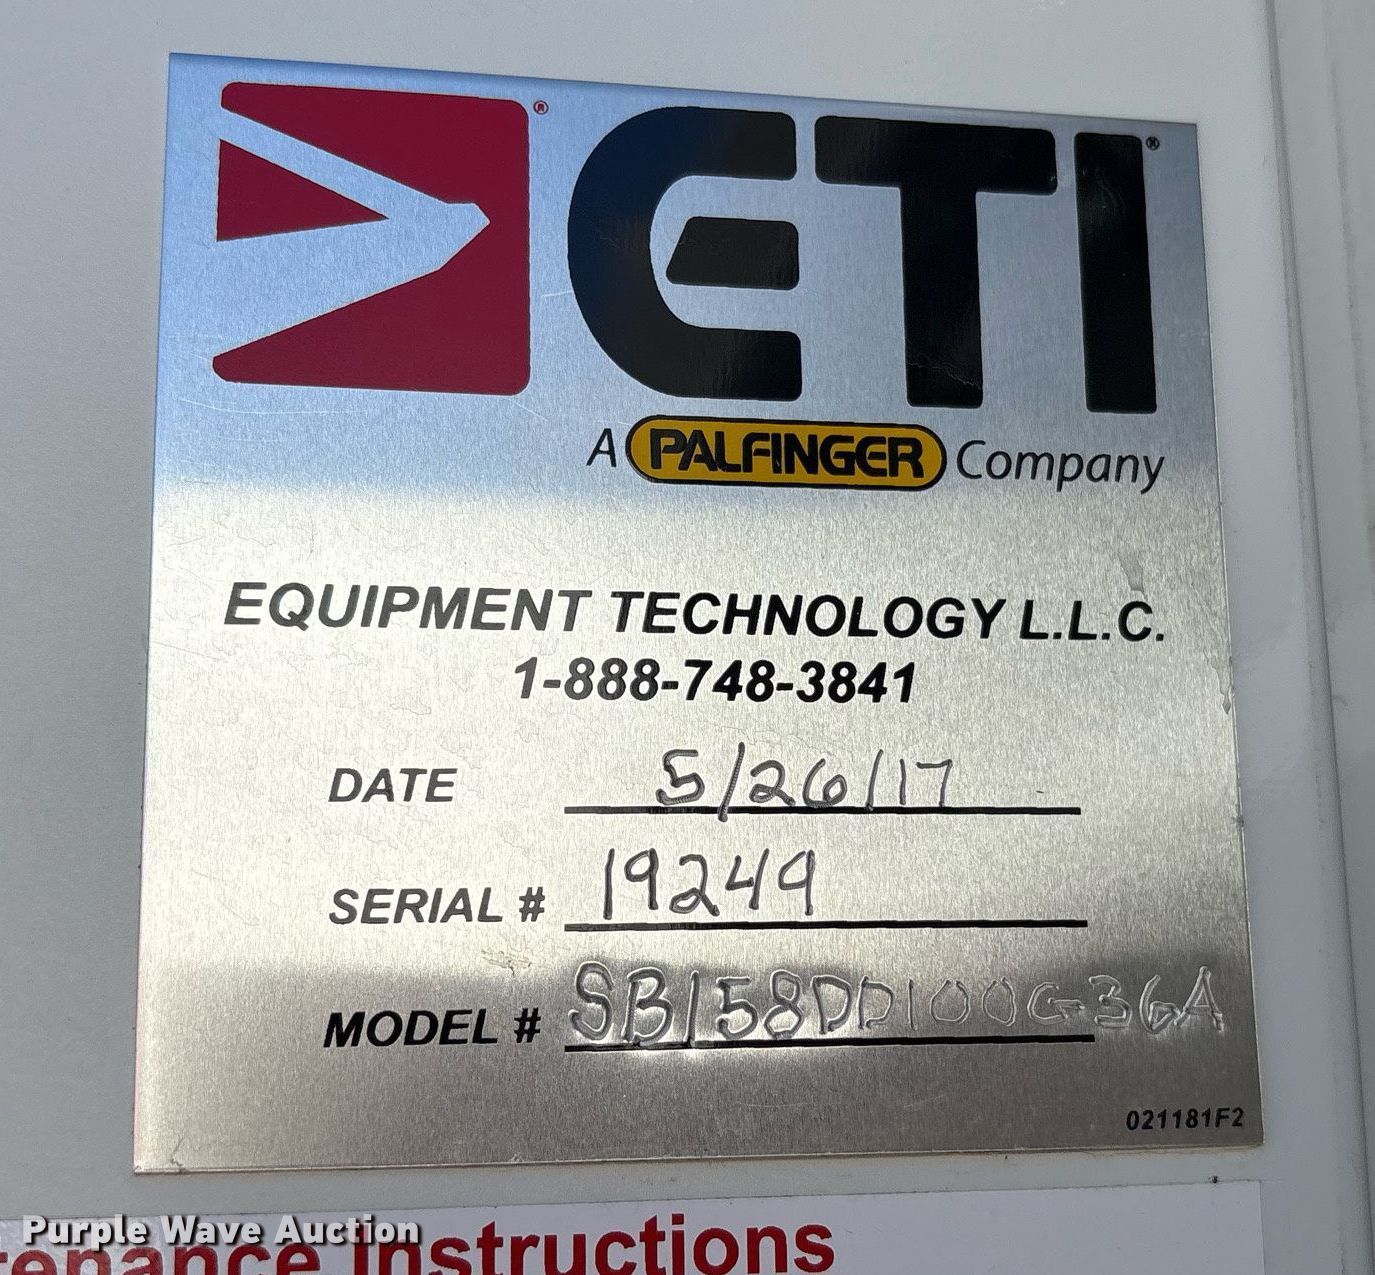 ETI®
A PALFINGER Company
EQUIPMENT TECHNOLOGY L.L.C.
1-888-748-3841
DATE 5/26/17
SERIAL # 19249
MODEL # SB158DD100G-36A
021181F2
Purple Wave Auction
tenance Instructions